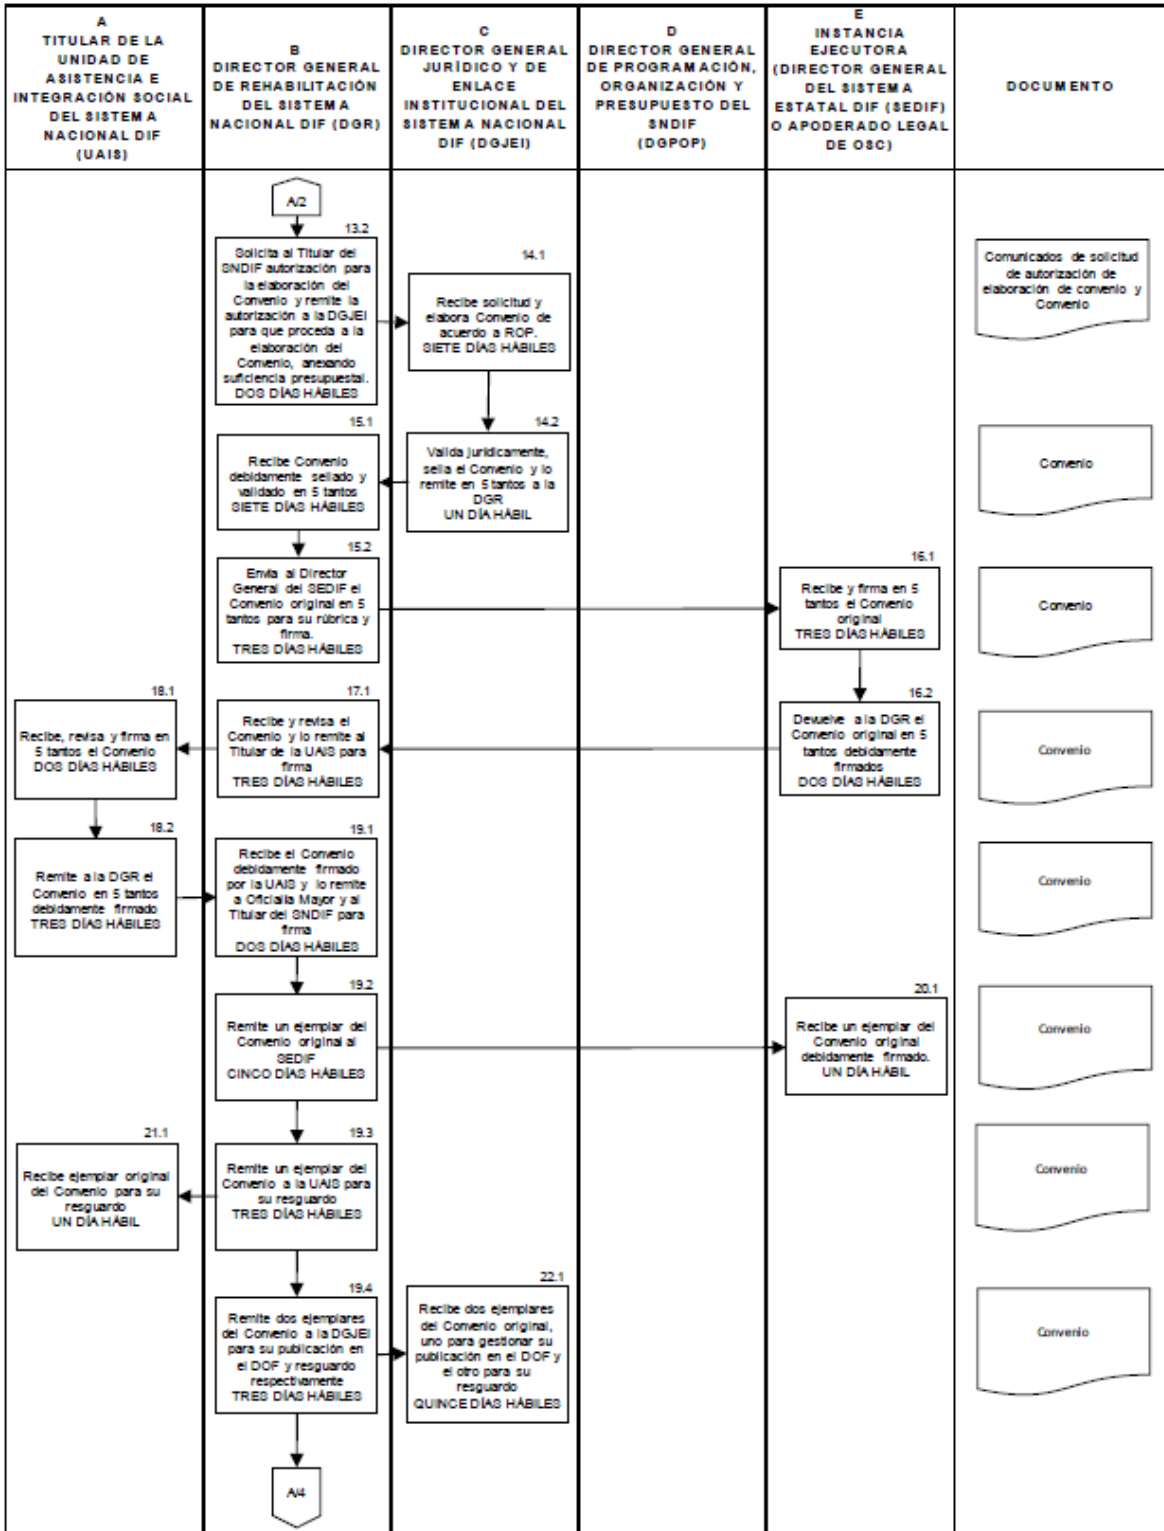 A
TITULAR DE LA
UNIDAD DE
ASISTENCIA E
INTEGRACIÓN SOCIAL
DEL SISTEMA
NACIONAL DIF
(UAIS)
B
DIRECTOR GENERAL
DE REHABILITACIÓN
DEL SISTEMA
NACIONAL DIF (DGR)
C
DIRECTOR GENERAL
JURÍDICO Y DE
ENLACE
INSTITUCIONAL DEL
SISTEMA NACIONAL
DIF (DGJEI)
D
DIRECTOR GENERAL
DE PROGRAMACIÓN,
ORGANIZACIÓN Y
PRESUPUESTO DEL
SNDIF
(DGPOP)
E
INSTANCIA
EJECUTORA
(DIRECTOR GENERAL
DEL SISTEMA
ESTATAL DIF (SEDIF)
O APODERADO LEGAL
DE OSC)
DOCUMENTO
A/2
13.2
Solicita al Titular del
SNDIF autorización para
la elaboración del
Convenio y remite la
autorización a la DGJEI
para que proceda a la
elaboración del
Convenio, anexando
suficiencia presupuestal.
DOS DÍAS HÁBILES
14.1
Recibe solicitud y
elabora Convenio de
acuerdo a ROP.
SIETE DÍAS HÁBILES
Comunicados de solicitud
de autorización de
elaboración de convenio y
Convenio
15.1
Recibe Convenio
debidamente sellado y
validado en 5 tantos
SIETE DÍAS HÁBILES
14.2
Valida jurídicamente,
sella el Convenio y lo
remite en 5 tantos a la
DGR
UN DÍA HÁBIL
Convenio
15.2
Envía al Director
General del SEDIF el
Convenio original en 5
tantos para su rúbrica y
firma.
TRES DÍAS HÁBILES
16.1
Recibe y firma en 5
tantos el Convenio
original
TRES DÍAS HÁBILES
Convenio
18.1
Recibe, revisa y firma en
5 tantos el Convenio
DOS DÍAS HÁBILES
17.1
Recibe y revisa el
Convenio y lo remite al
Titular de la UAIS para
firma
TRES DÍAS HÁBILES
16.2
Devuelve a la DGR el
Convenio original en 5
tantos debidamente
firmados
DOS DÍAS HÁBILES
Convenio
18.2
Remite a la DGR el
Convenio en 5 tantos
debidamente firmado
TRES DÍAS HÁBILES
19.1
Recibe el Convenio
debidamente firmado
por la UAIS y lo remite
a Oficialía Mayor y al
Titular del SNDIF para
firma
DOS DÍAS HÁBILES
Convenio
19.2
Remite un ejemplar del
Convenio original al
SEDIF
CINCO DÍAS HÁBILES
20.1
Recibe un ejemplar del
Convenio original
debidamente firmado.
UN DÍA HÁBIL
Convenio
21.1
Recibe ejemplar original
del Convenio para su
resguardo
UN DÍA HÁBIL
19.3
Remite un ejemplar del
Convenio a la UAIS para
su resguardo
TRES DÍAS HÁBILES
Convenio
19.4
Remite dos ejemplares
del Convenio a la DGJEI
para su publicación en
el DOF y resguardo
respectivamente
TRES DÍAS HÁBILES
22.1
Recibe dos ejemplares
del Convenio original,
uno para gestionar su
publicación en el DOF y
el otro para su
resguardo
QUINCE DÍAS HÁBILES
Convenio
A/4